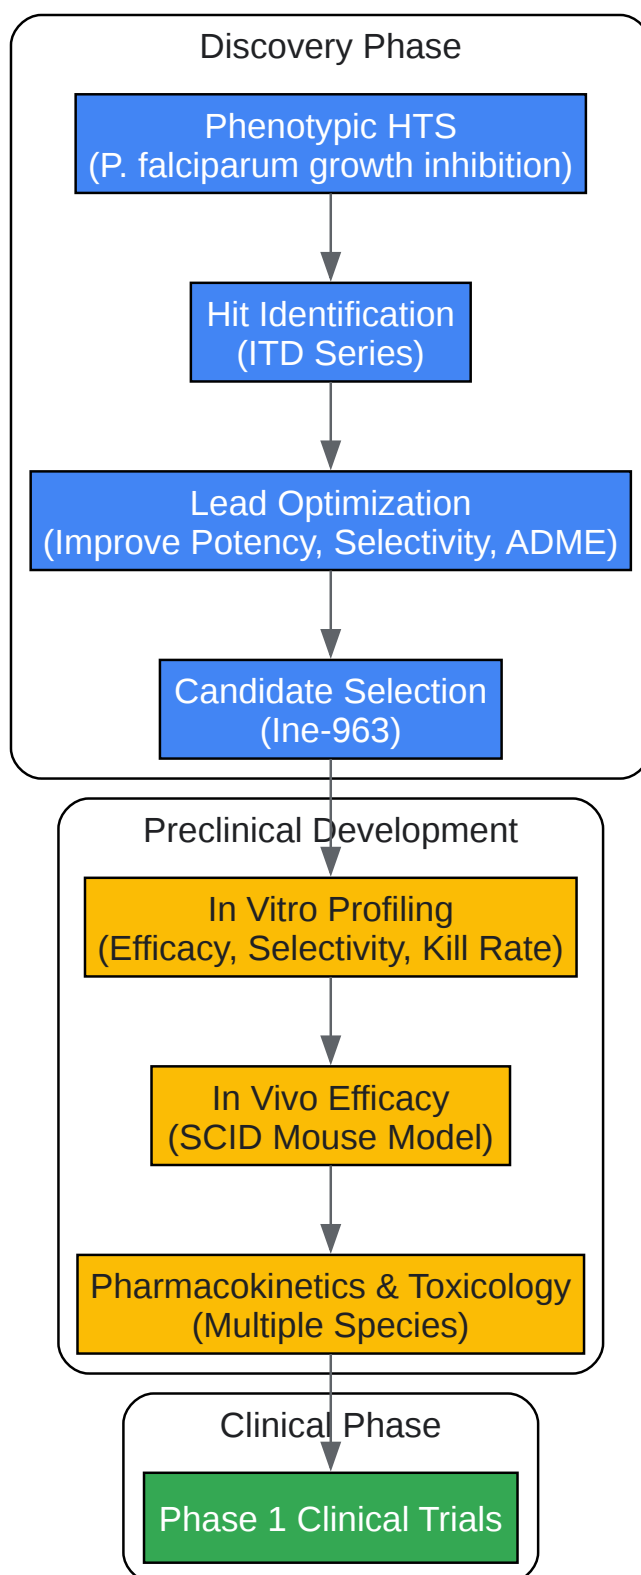 Discovery Phase
Phenotypic HTS
(P. falciparum growth inhibition)
Hit Identification
(ITD Series)
Lead Optimization
(Improve Potency, Selectivity, ADME)
Candidate Selection
(Ine-963)
Preclinical Development
In Vitro Profiling
(Efficacy, Selectivity, Kill Rate)
In Vivo Efficacy
(SCID Mouse Model)
Pharmacokinetics & Toxicology
(Multiple Species)
Clinical Phase
Phase 1 Clinical Trials